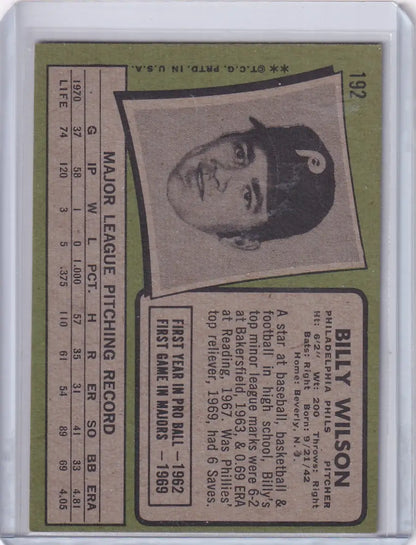 192
**©T.C.G. PRTD. IN U.S.A.
BILLY WILSON
PHILADELPHIA PHILS PITCHER
Ht: 6'2" Wt: 200 Throws: Right
Bats: Right Born: 9/21/42
Home: Beverly, N. J.
A star at baseball, basketball &
football in high school, Billy's
top minor league marks were 6-2
at Bakersfield 1963 & 0.69 ERA
at Reading, 1967. Was Phillies'
top reliever, 1969, had 6 Saves.
FIRST YEAR IN PRO BALL — 1962
FIRST GAME IN MAJORS — 1969
P
MAJOR LEAGUE PITCHING RECORD
G IP W L PCT. H R ER SO BB ERA
1970 37 58 1 0 1.000 57 37 31 41 33 4.81
LIFE 74 120 3 5 .375 110 61 54 89 69 4.05